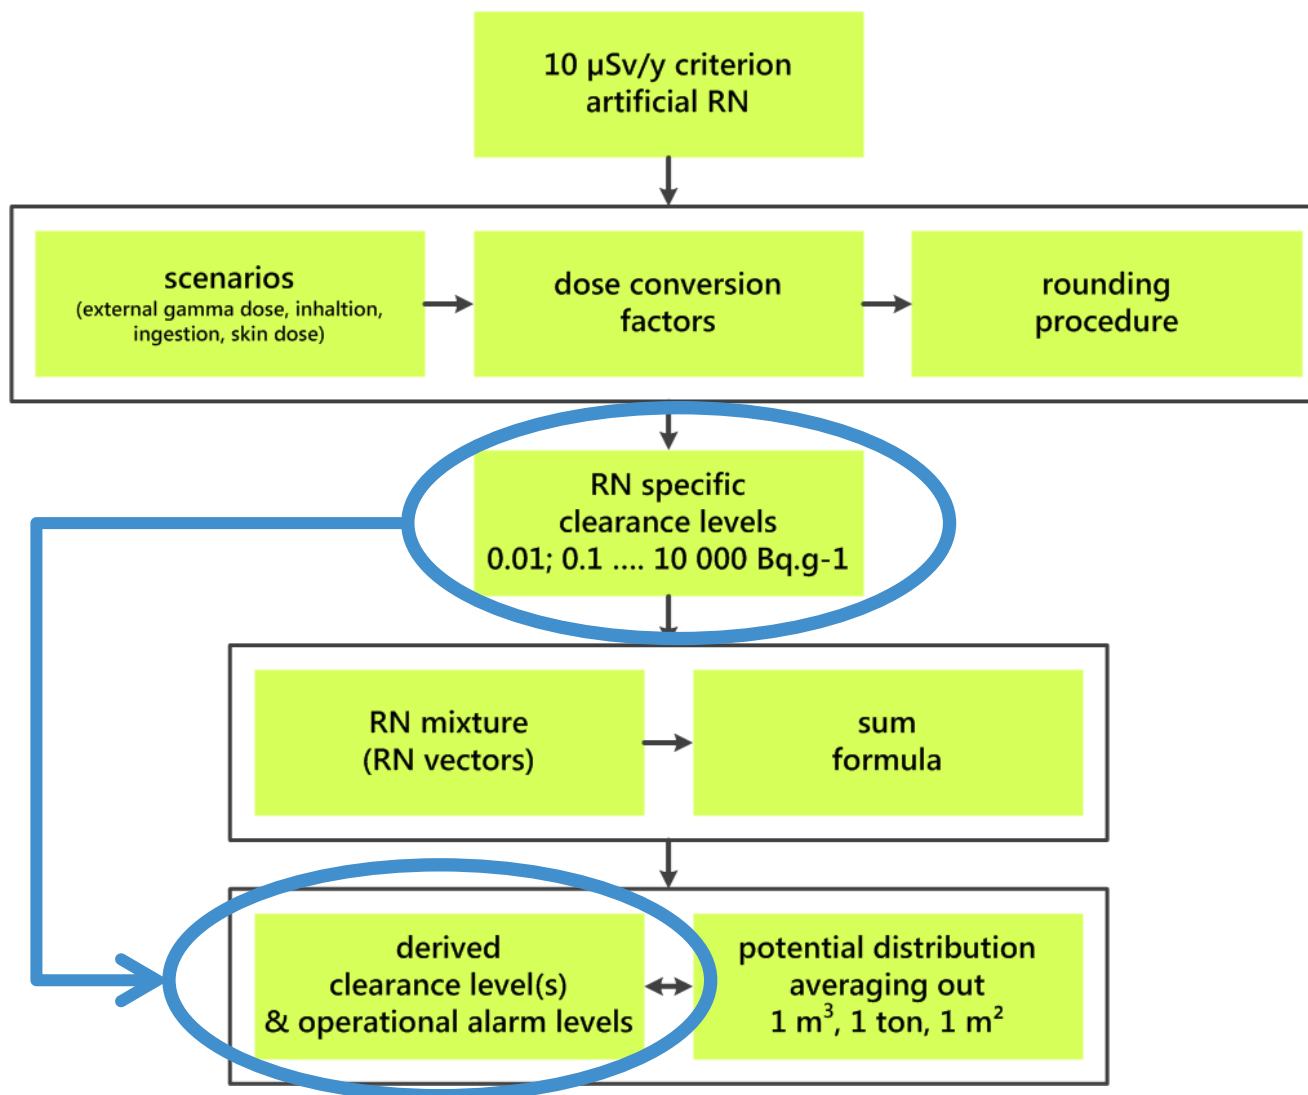 10 µSv/y criterion
artificial RN
scenarios
(external gamma dose, inhaltion,
ingestion, skin dose)
dose conversion
factors
rounding
procedure
RN specific
clearance levels
0.01; 0.1 .... 10 000 Bq.g-1
RN mixture
(RN vectors)
sum
formula
derived
clearance level(s)
& operational alarm levels
potential distribution
averaging out
1 m³, 1 ton, 1 m²